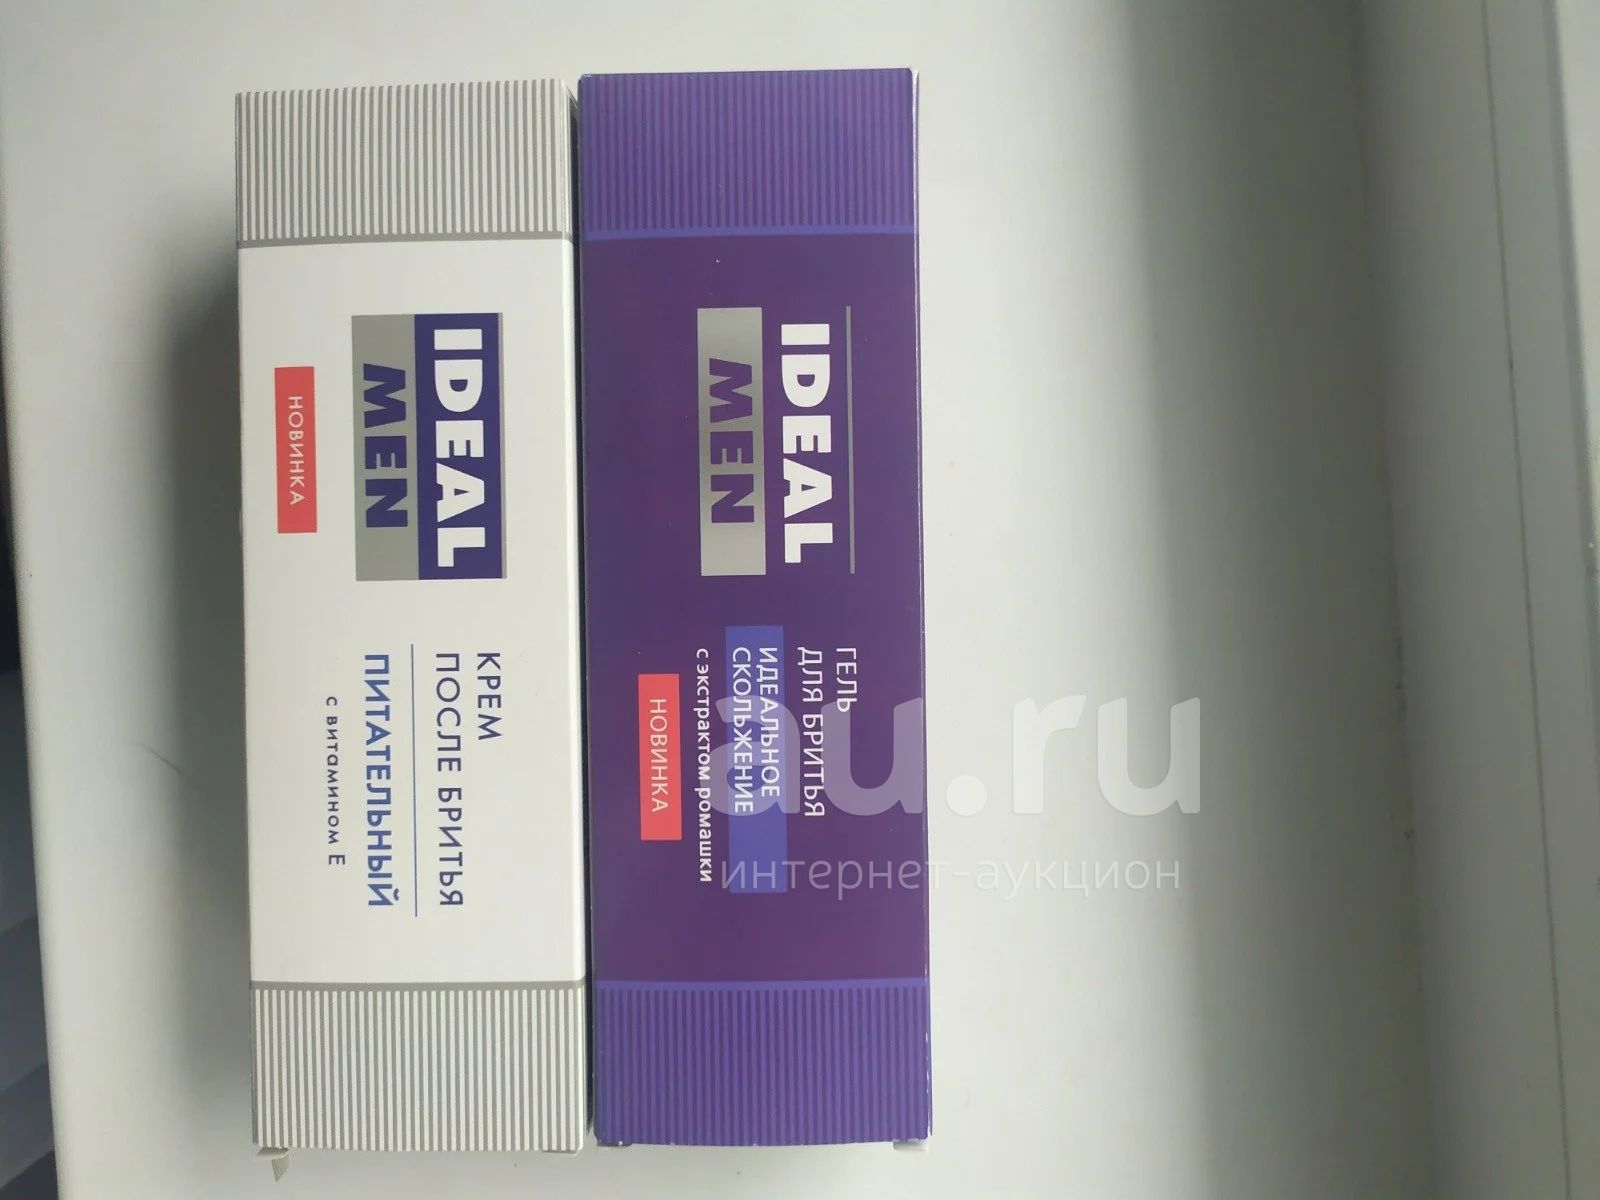 IDEAL
MEN
НОВИНКА
КРЕМ
ПОСЛЕ БРИТЬЯ
ПИТАТЕЛЬНЫЙ
с витамином Е
IDEAL
MEN
ГЕЛЬ
ДЛЯ БРИТЬЯ
ИДЕАЛЬНОЕ
СКОЛЬЖЕНИЕ
с экстрактом ромашки
НОВИНКА
au.ru
интернет-аукцион